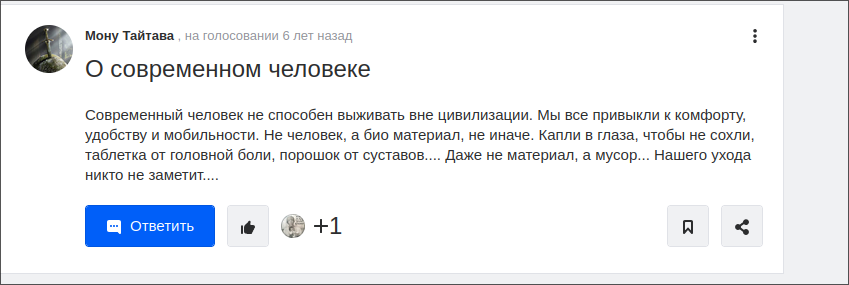 Мону Тайтава , на голосовании 6 лет назад
О современном человеке
Современный человек не способен выживать вне цивилизации. Мы все привыкли к комфорту,
удобству и мобильности. Не человек, а био материал, не иначе. Капли в глаза, чтобы не сохли,
таблетка от головной боли, порошок от суставов.... Даже не материал, а мусор... Нашего ухода
никто не заметит....
Ответить
+1